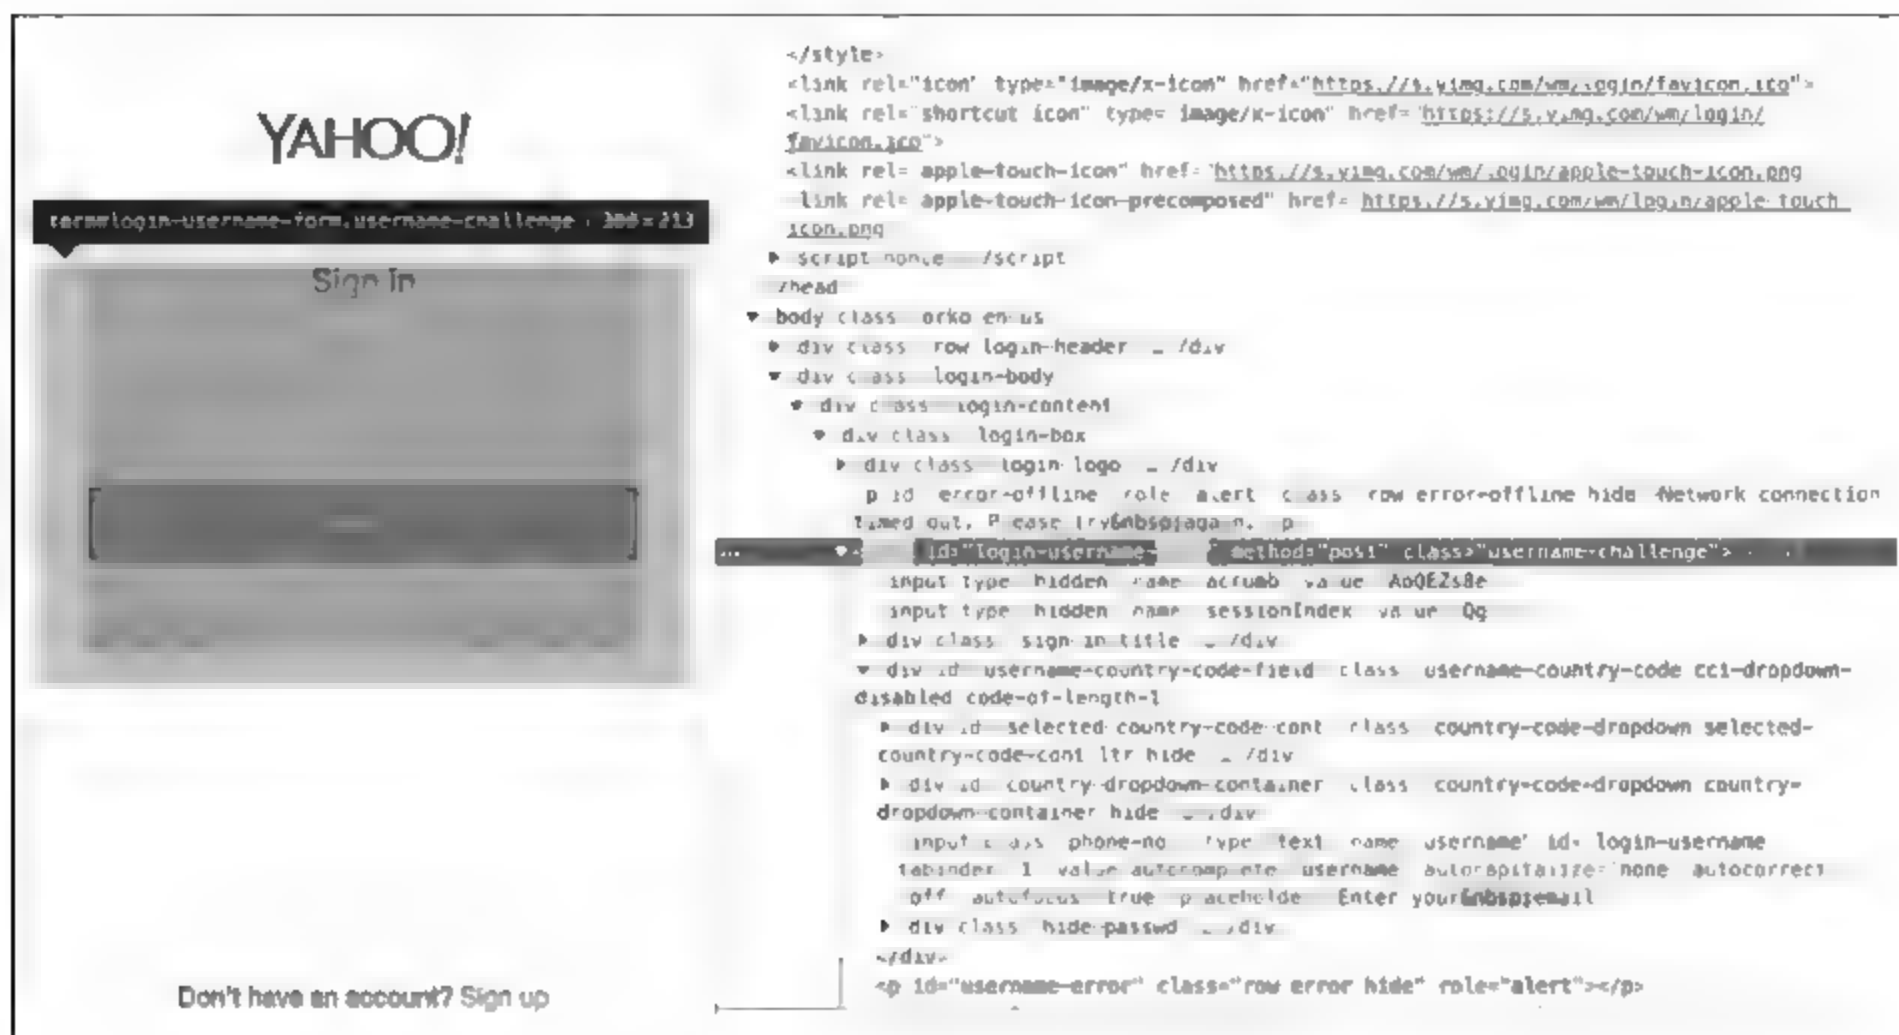 YAHOO!
login-username-form.username-challenge
Sign In
Don't have an account? Sign up
</style>
<link rel="icon" type="image/x-icon" href="https://s.yimg.com/wm/login/favicon.ico">
<link rel="shortcut icon" type= image/x-icon" href= "https://s.yimg.com/wm/login/
favicon.ico">
<link rel= apple-touch-icon" href= "https://s.yimg.com/wm/login/apple-touch-icon.png
link rel= apple-touch-icon-precomposed" href= https://s.yimg.com/wm/login/apple-touch
icon.png
script nonce /script
/head
body class orko en-us
div class row login-header … /div
div class login-body
div class login-content
div class login-box
div class login-logo … /div
p id error-offline role alert class row error-offline hide Network connection
timed out. Please try&nbsp;again. p
id="login-username- method="post" class="username-challenge">
input type hidden name acrumb value
input type hidden name sessionIndex value Qg
div class sign-in-title … /div
div id username-country-code-field class username-country-code cci-dropdown-
disabled code-of-length-1
div id selected-country-code-cont class country-code-dropdown selected-
country-code-cont ltr hide … /div
div id country-dropdown-container class country-code-dropdown country-
dropdown-container hide … /div
input class phone-no type text name username" id= login-username
tabindex 1 value autocomplete username autocapitalize= "none autocorrect
off autofocus true placeholder Enter your&nbsp;email
div class hide-passwd … /div
</div>
<p id="username-error" class="row error hide" role="alert"></p>